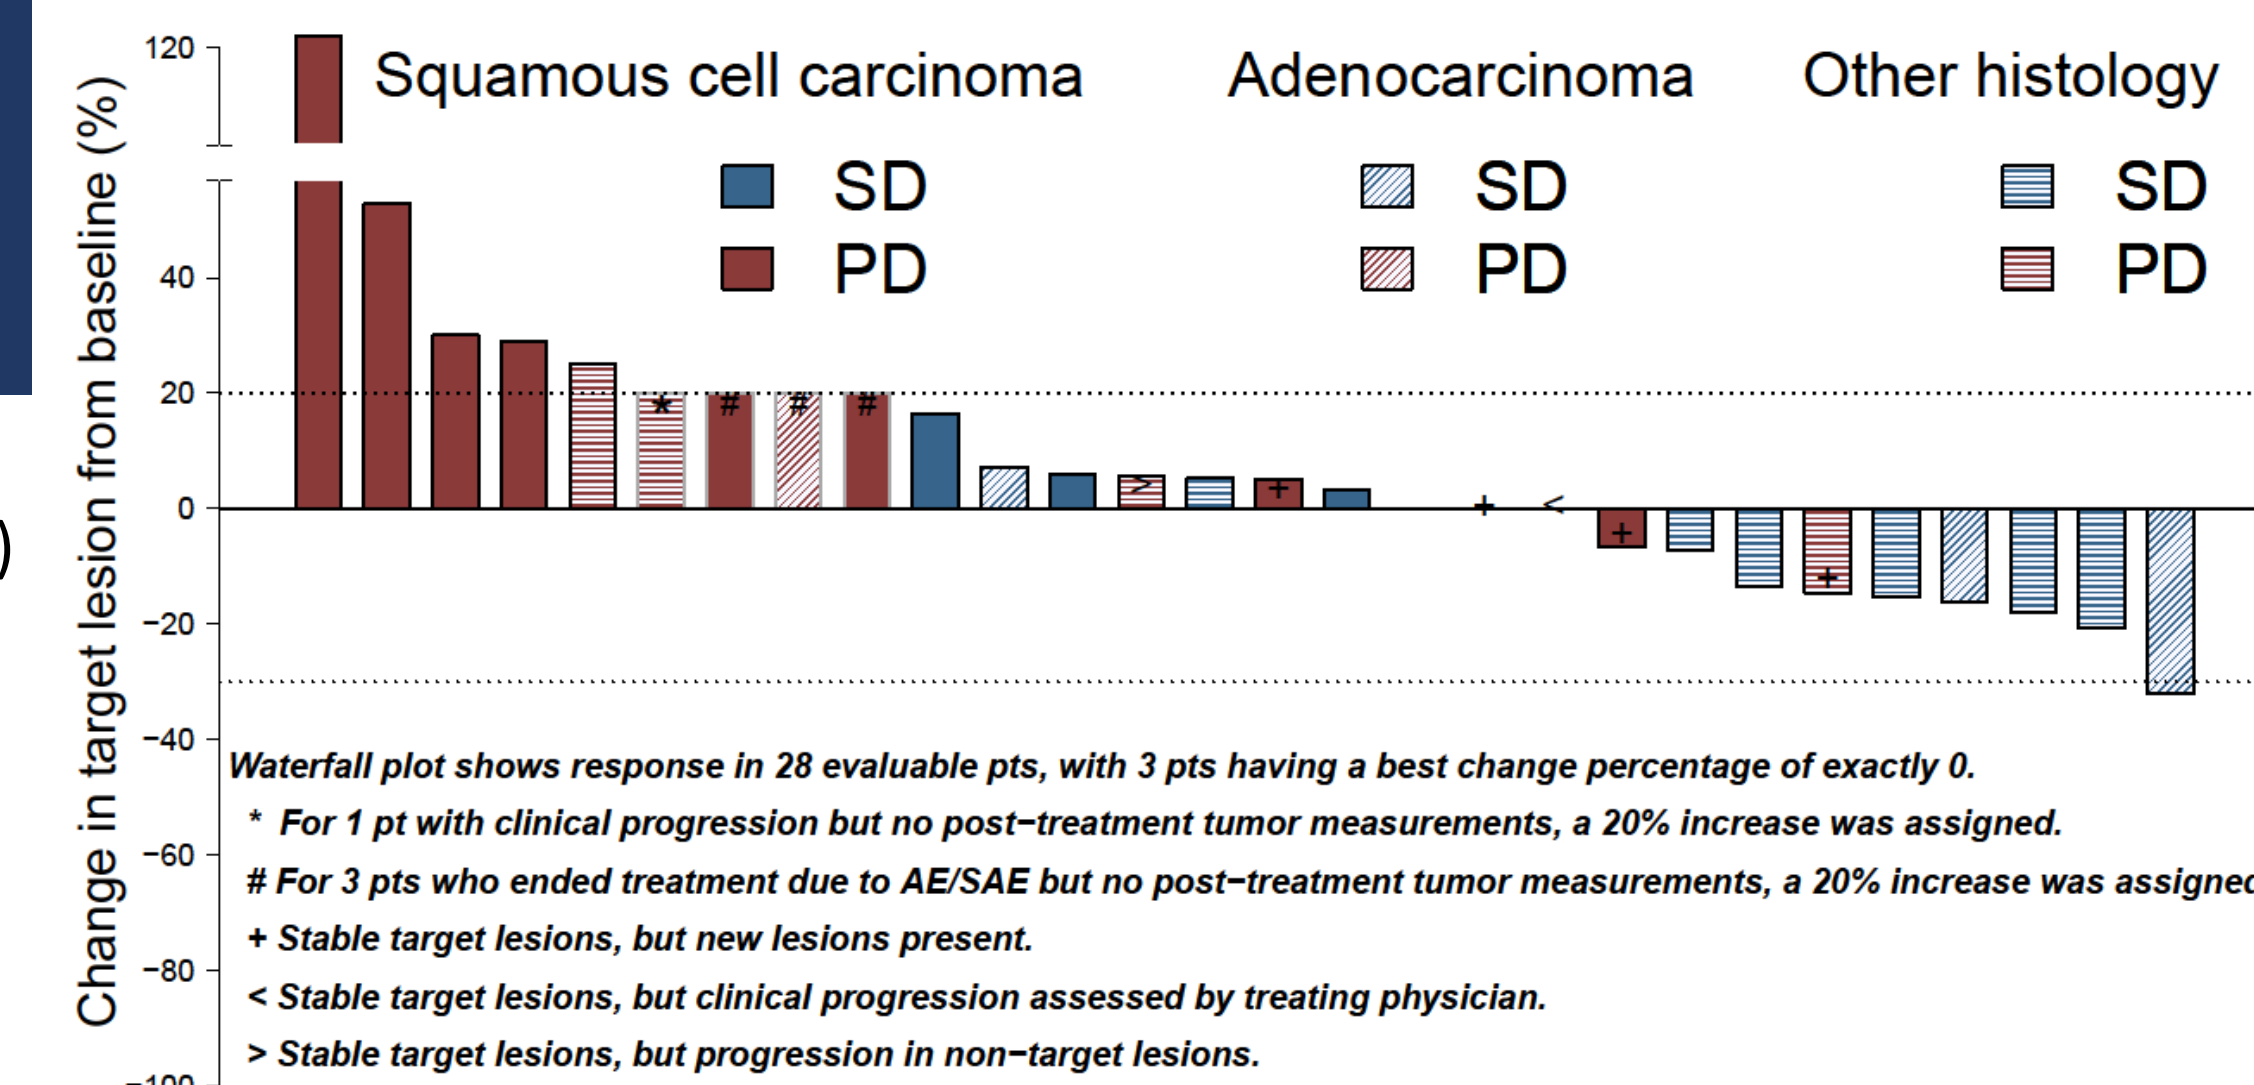 Change in target lesion from baseline (%)
120
40
20
0
−20
−40
−60
−80
−100
Squamous cell carcinoma
SD
PD
Adenocarcinoma
SD
PD
Other histology
SD
PD
* # # #
> + + < + +
)
Waterfall plot shows response in 28 evaluable pts, with 3 pts having a best change percentage of exactly 0.
* For 1 pt with clinical progression but no post−treatment tumor measurements, a 20% increase was assigned.
# For 3 pts who ended treatment due to AE/SAE but no post−treatment tumor measurements, a 20% increase was assigned
+ Stable target lesions, but new lesions present.
< Stable target lesions, but clinical progression assessed by treating physician.
> Stable target lesions, but progression in non−target lesions.